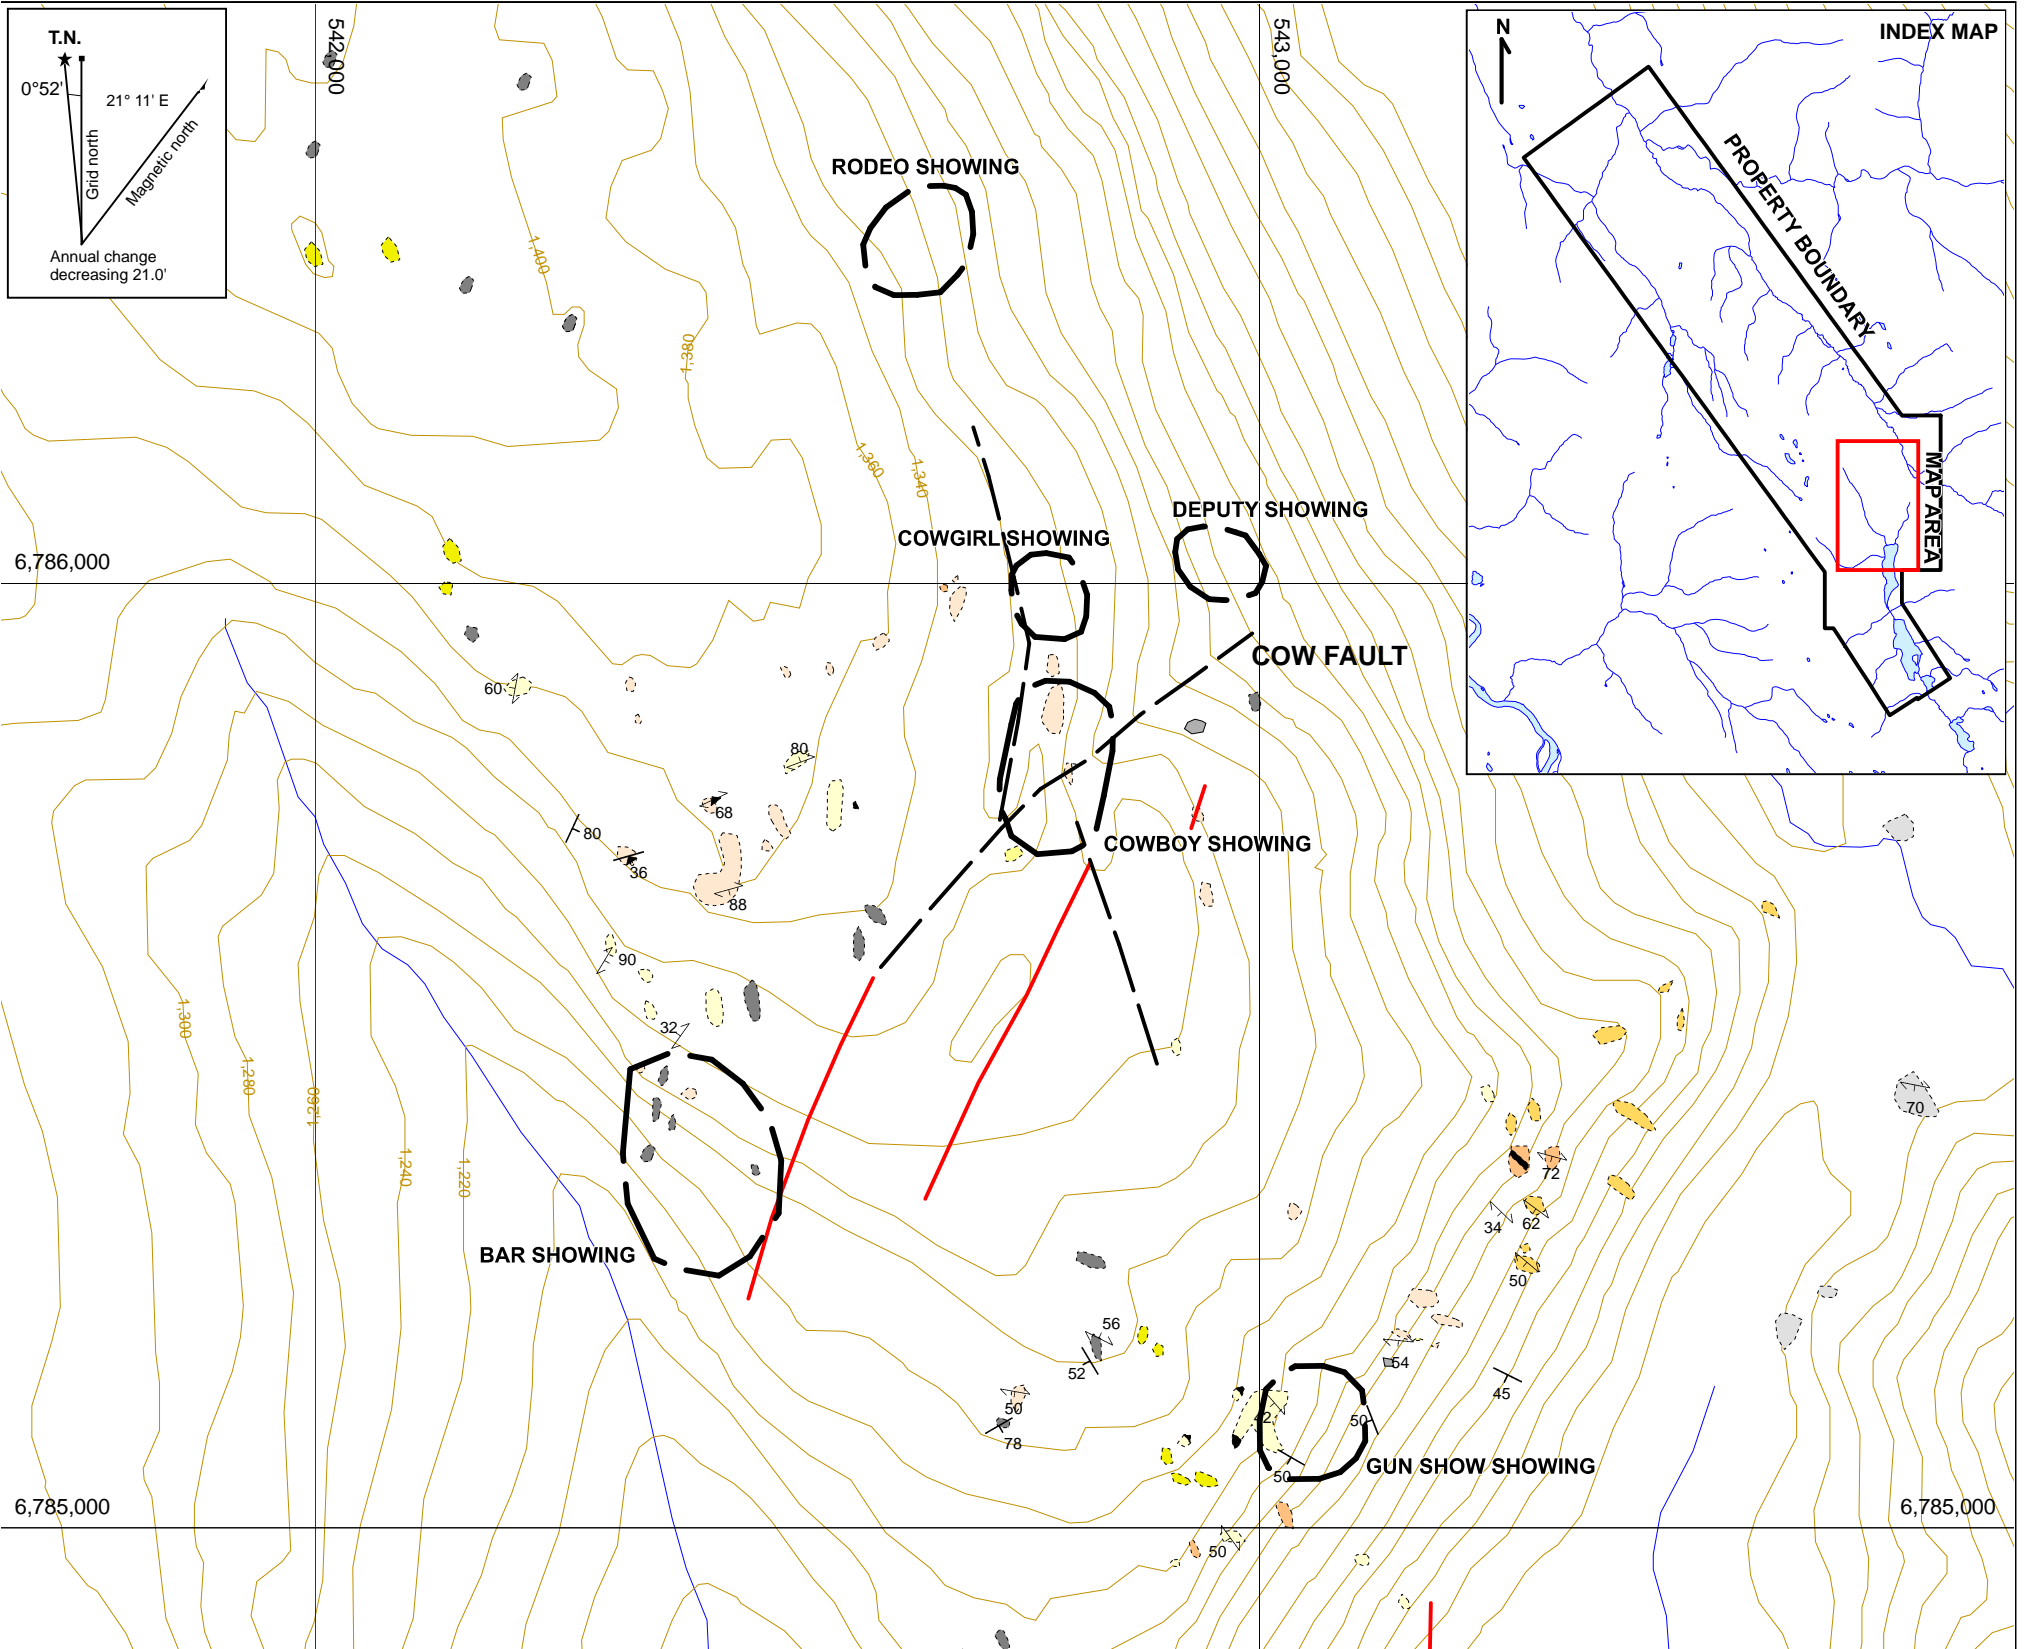 T.N.
0°52'
21° 11' E
Grid north
Magnetic north
Annual change
decreasing 21.0'
542,000
543,000
N
INDEX MAP
PROPERTY BOUNDARY
MAP AREA
RODEO SHOWING
1,400
1,380
1,360
1,340
DEPUTY SHOWING
COWGIRL SHOWING
6,786,000
COW FAULT
60
80
68
80
36
88
COWBOY SHOWING
90
32
1,300
1,280
1,260
1,240
1,220
70
72
34
62
50
BAR SHOWING
56
52
54
50
78
45
50
50
GUN SHOW SHOWING
6,785,000
6,785,000
50